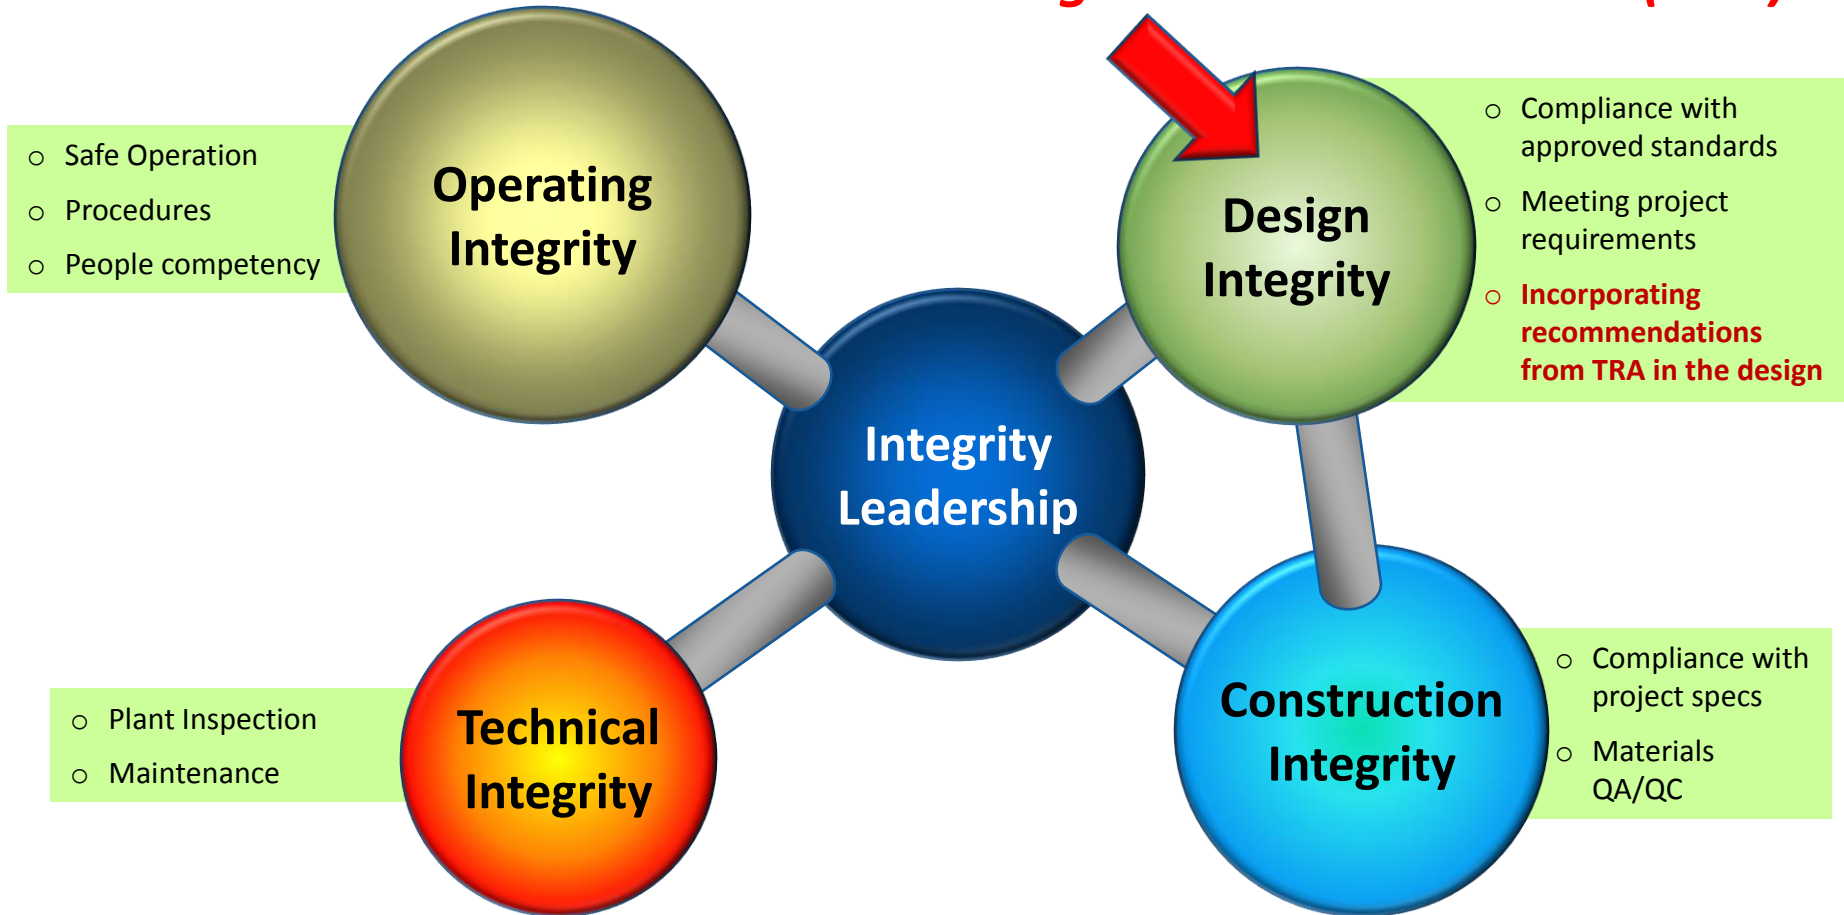 Operating
Integrity
○ Safe Operation
○ Procedures
○ People competency
Design
Integrity
○ Compliance with
approved standards
○ Meeting project
requirements
○ Incorporating
recommendations
from TRA in the design
Integrity
Leadership
Technical
Integrity
○ Plant Inspection
○ Maintenance
Construction
Integrity
○ Compliance with
project specs
○ Materials
QA/QC